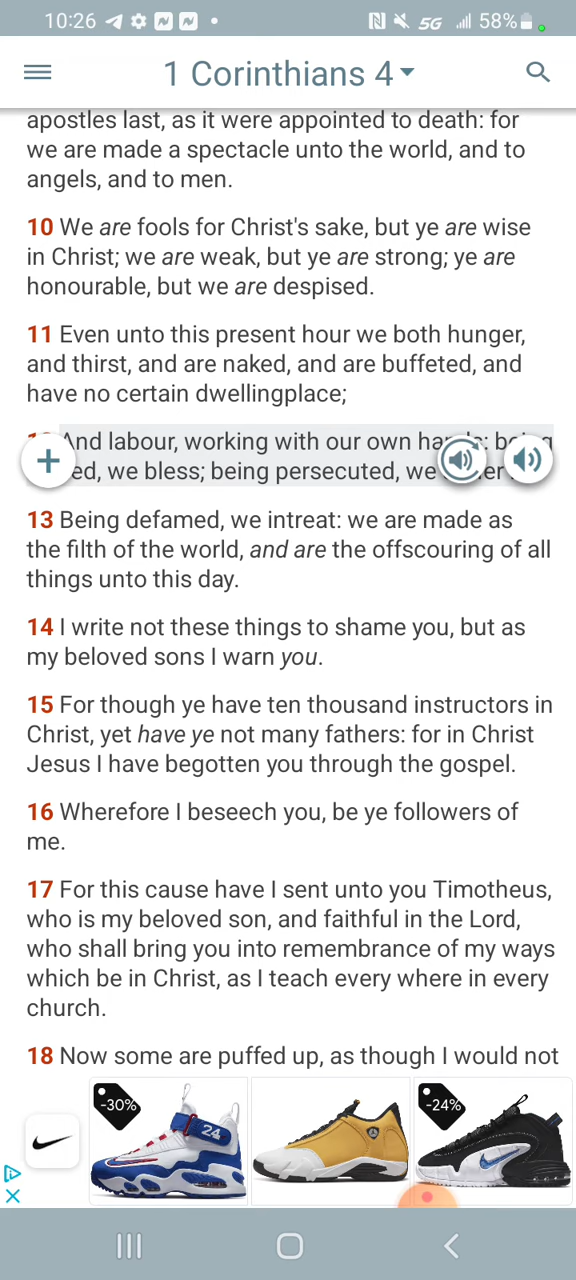 10:26
5G 58%
1 Corinthians 4
apostles last, as it were appointed to death: for
we are made a spectacle unto the world, and to
angels, and to men.
10 We are fools for Christ's sake, but ye are wise
in Christ; we are weak, but ye are strong; ye are
honourable, but we are despised.
11 Even unto this present hour we both hunger,
and thirst, and are naked, and are buffeted, and
have no certain dwellingplace;
And labour, working with our own
we bless; being persecuted, we
13 Being defamed, we intreat: we are made as
the filth of the world, and are the offscouring of all
things unto this day.
14 I write not these things to shame you, but as
my beloved sons I warn you.
15 For though ye have ten thousand instructors in
Christ, yet have ye not many fathers: for in Christ
Jesus I have begotten you through the gospel.
16 Wherefore I beseech you, be ye followers of
me.
17 For this cause have I sent unto you Timotheus,
who is my beloved son, and faithful in the Lord,
who shall bring you into remembrance of my ways
which be in Christ, as I teach every where in every
church.
18 Now some are puffed up, as though I would not
-30%
-24%
24